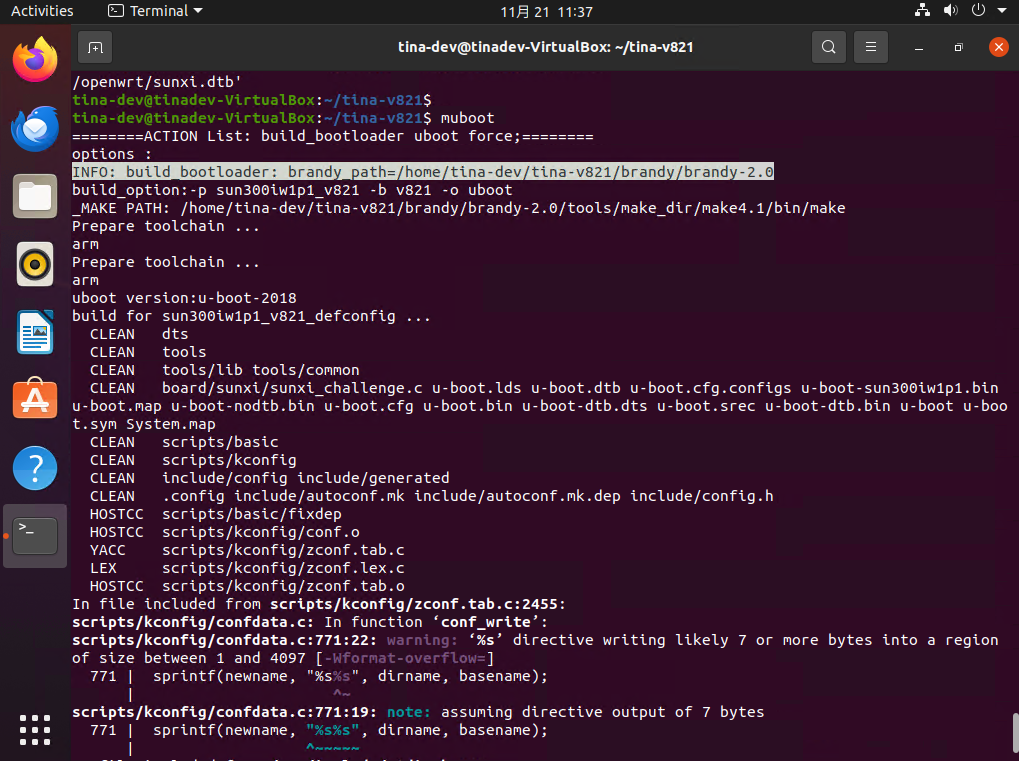 Activities
Terminal
11月 21 11:37
tina-dev@tinadev-VirtualBox: ~/tina-v821
/openwrt/sunxi.dtb'
tina-dev@tinadev-VirtualBox:~/tina-v821$
tina-dev@tinadev-VirtualBox:~/tina-v821$ muboot
========ACTION List: build_bootloader uboot force;========
options :
INFO: build_bootloader: brandy_path=/home/tina-dev/tina-v821/brandy/brandy-2.0
build_option:-p sun300iw1p1_v821 -b v821 -o uboot
_MAKE PATH: /home/tina-dev/tina-v821/brandy/brandy-2.0/tools/make_dir/make4.1/bin/make
Prepare toolchain ...
arm
Prepare toolchain ...
arm
uboot version:u-boot-2018
build for sun300iw1p1_v821_defconfig ...
CLEAN dts
CLEAN tools
CLEAN tools/lib tools/common
CLEAN board/sunxi/sunxi_challenge.c u-boot.lds u-boot.dtb u-boot.cfg.configs u-boot-sun300iw1p1.bin
u-boot.map u-boot-nodtb.bin u-boot.cfg u-boot.bin u-boot-dtb.dts u-boot.srec u-boot-dtb.bin u-boot u-boo
t.sym System.map
CLEAN scripts/basic
CLEAN scripts/kconfig
CLEAN include/config include/generated
CLEAN .config include/autoconf.mk include/autoconf.mk.dep include/config.h
HOSTCC scripts/basic/fixdep
HOSTCC scripts/kconfig/conf.o
YACC scripts/kconfig/zconf.tab.c
LEX scripts/kconfig/zconf.lex.c
HOSTCC scripts/kconfig/zconf.tab.o
In file included from scripts/kconfig/zconf.tab.c:2455:
scripts/kconfig/confdata.c: In function ‘conf_write’:
scripts/kconfig/confdata.c:771:22: warning: ‘%s’ directive writing likely 7 or more bytes into a region
of size between 1 and 4097 [-Wformat-overflow=]
771 | sprintf(newname, "%s%s", dirname, basename);
| ^~
scripts/kconfig/confdata.c:771:19: note: assuming directive output of 7 bytes
771 | sprintf(newname, "%s%s", dirname, basename);
| ^~~~~~